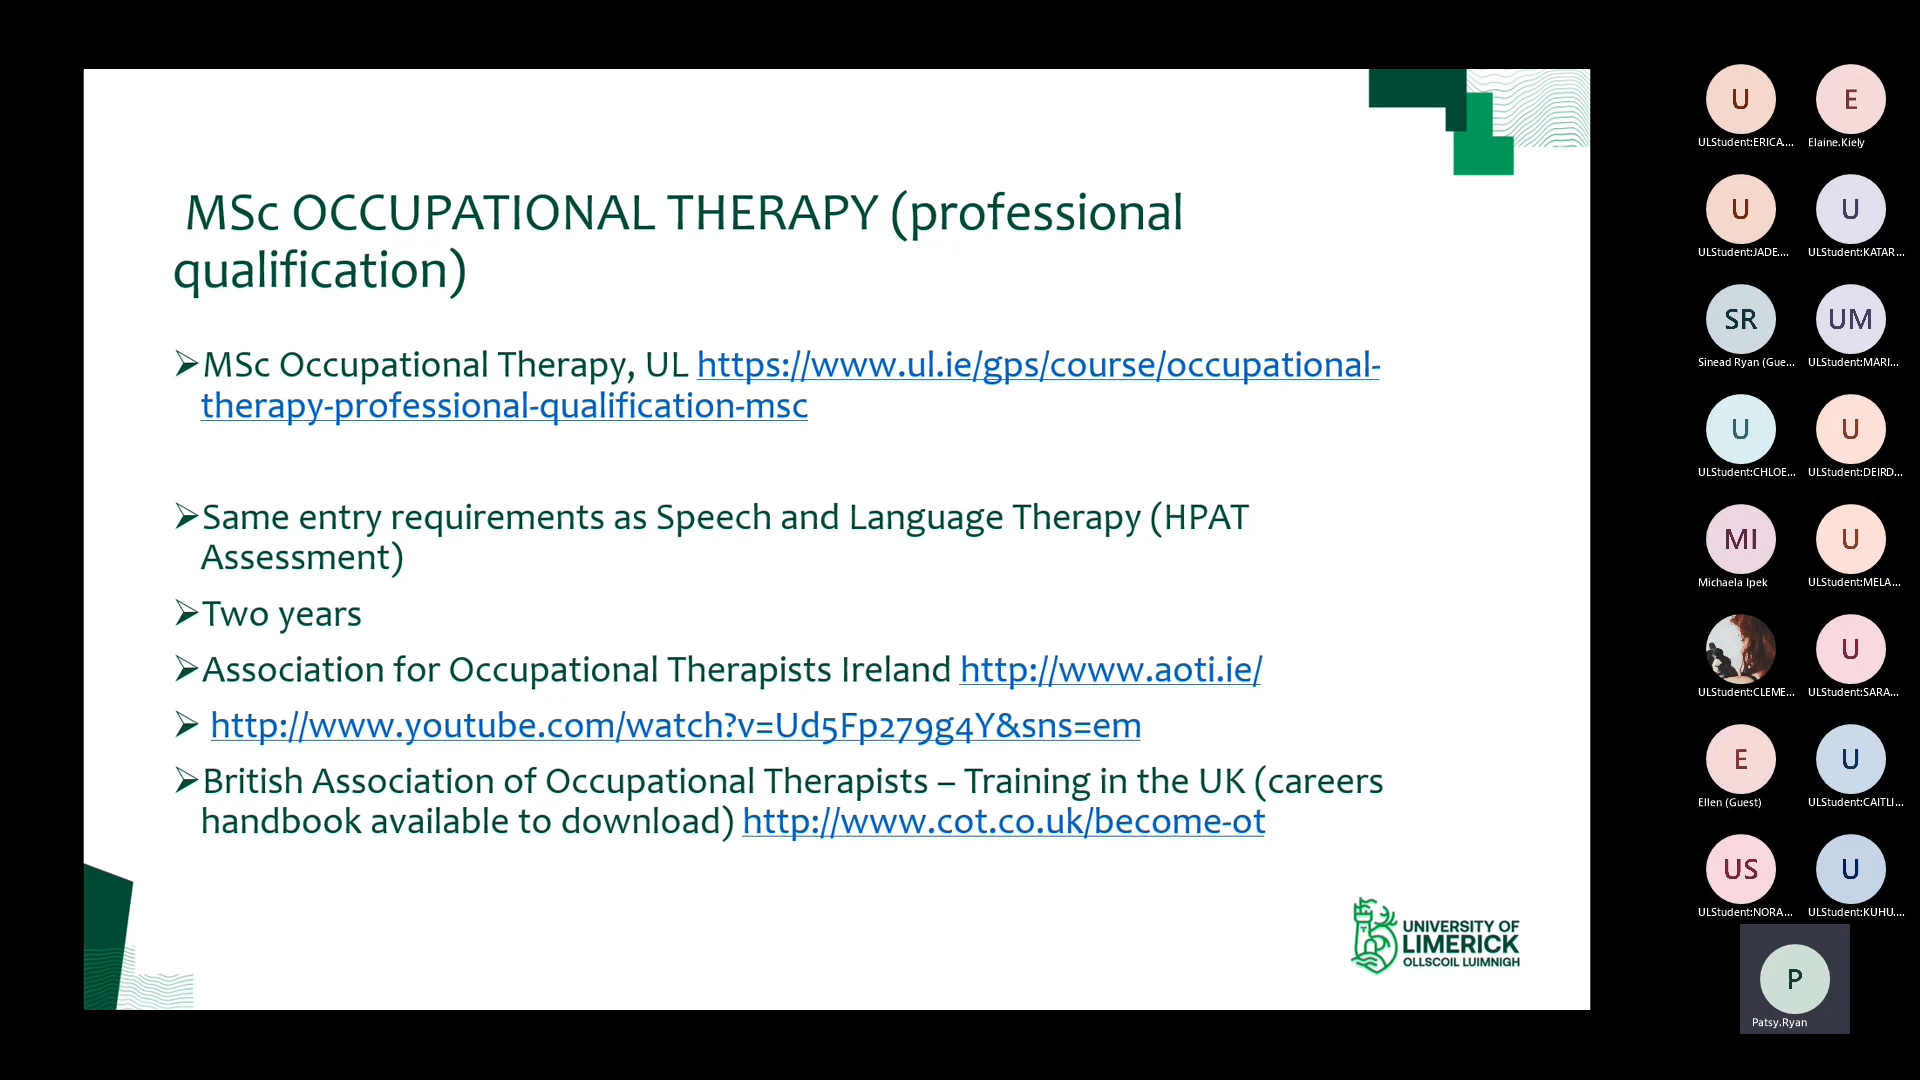 MSc OCCUPATIONAL THERAPY (professional
qualification)
➢MSc Occupational Therapy, UL https://www.ul.ie/gps/course/occupational-
therapy-professional-qualification-msc
➢Same entry requirements as Speech and Language Therapy (HPAT
Assessment)
➢Two years
➢Association for Occupational Therapists Ireland http://www.aoti.ie/
➢ http://www.youtube.com/watch?v=Ud5Fp279g4Y&sns=em
➢British Association of Occupational Therapists – Training in the UK (careers
handbook available to download) http://www.cot.co.uk/become-ot
UNIVERSITY OF
LIMERICK
OLLSCOIL LUIMNIGH
U E
ULStudent:ERICA.... Elaine.Kiely
U U
ULStudent:JADE.... ULStudent:KATAR...
SR UM
Sinead Ryan (Gue... ULStudent:MARI...
U U
ULStudent:CHLOE... ULStudent:DEIRD...
MI U
Michaela Ipek ULStudent:MELA...
U
ULStudent:CLEME... ULStudent:SARA...
E U
Ellen (Guest) ULStudent:CAITLI...
US U
ULStudent:NORA... ULStudent:KUHU....
P
Patsy.Ryan